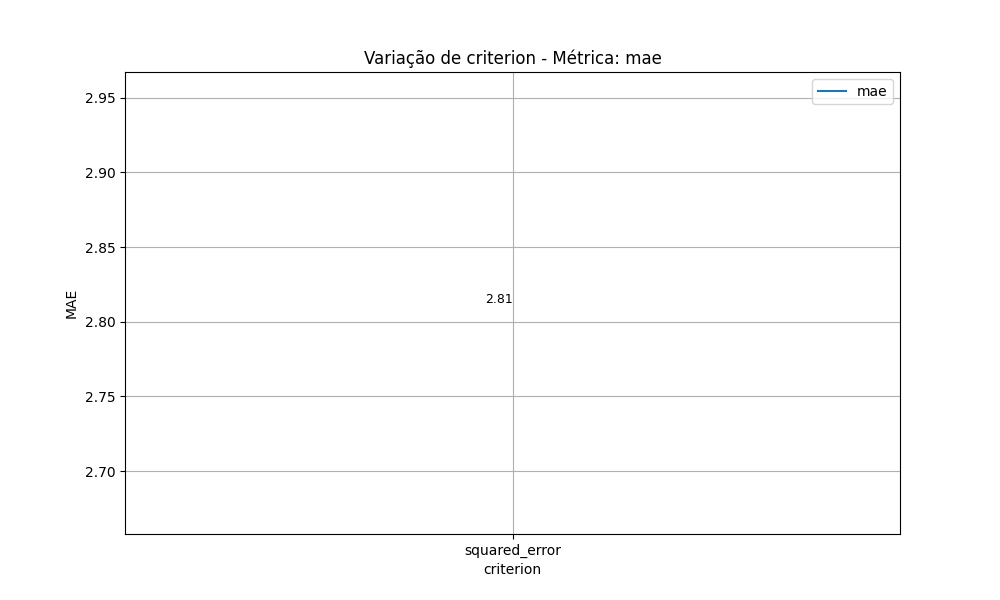 Variação de criterion - Métrica: mae
mae
2.95
2.90
2.85
2.81
2.80
2.75
2.70
MAE
squared_error
criterion